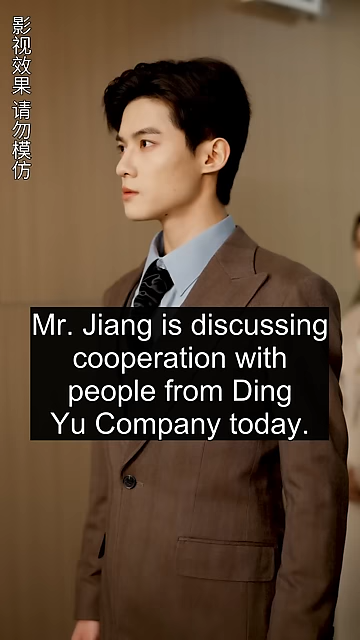 影视效果 请勿模仿
Mr. Jiang is discussing
cooperation with
people from Ding
Yu Company today.